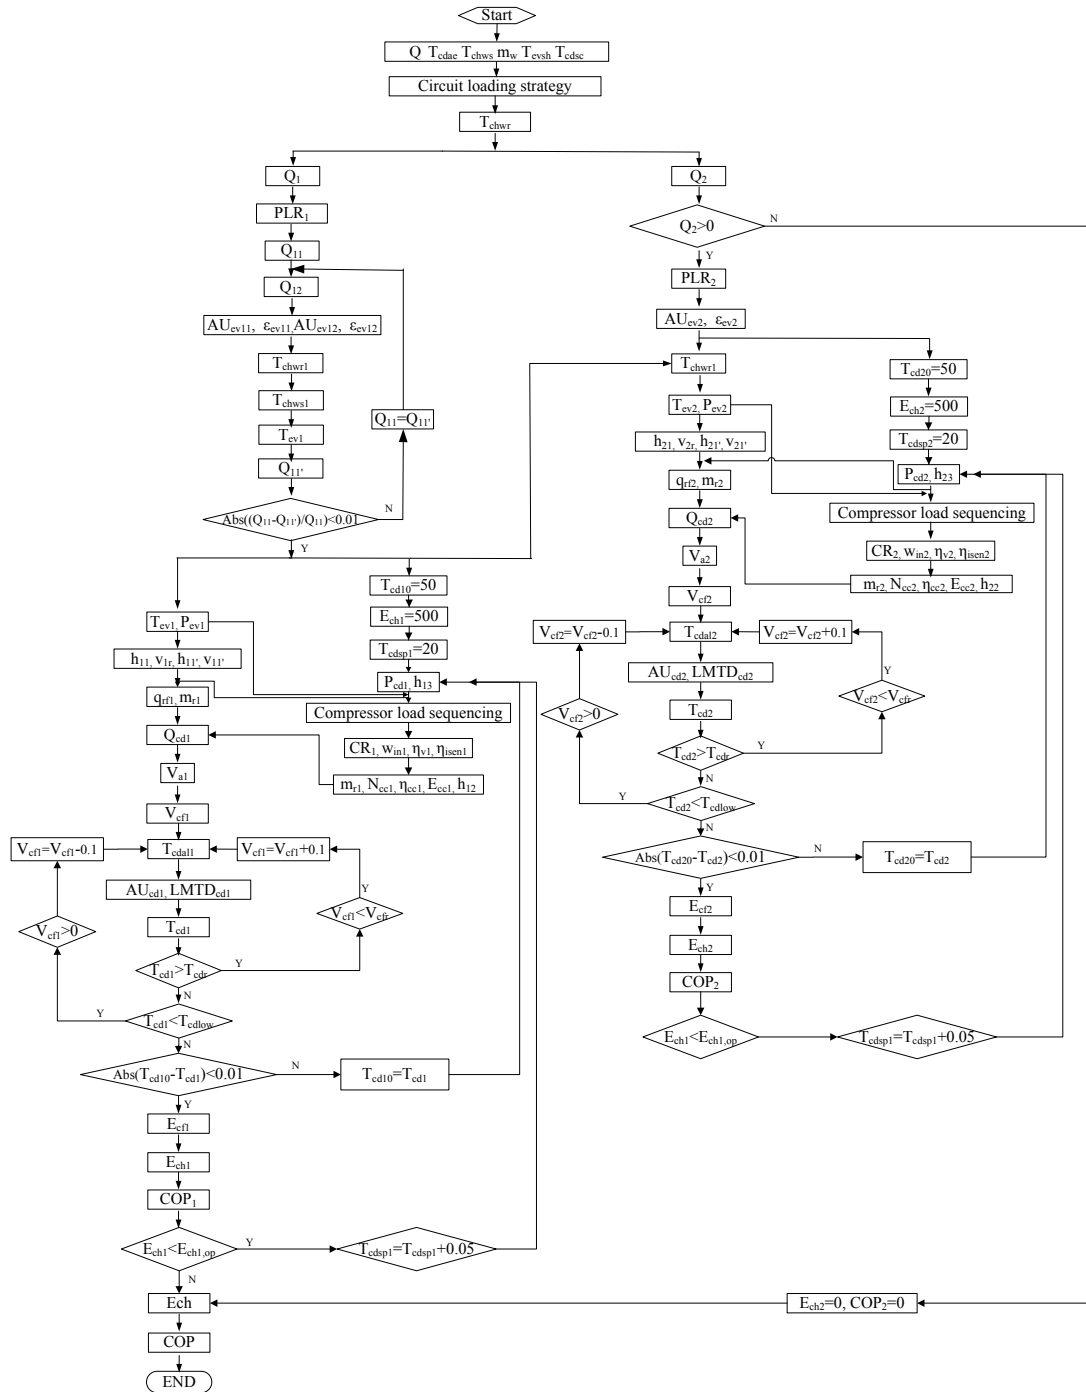 Start
Q T_cdae T_chws m_w T_evsh T_cdsc
Circuit loading strategy
T_chwr
Q_1
PLR_1
Q_11
Q_12
AU_ev11, ε_ev11, AU_ev12, ε_ev12
T_chwr1
T_chws1
T_ev1
Q_11'
Abs((Q_11-Q_11')/Q_11)<0.01
N
Q_11=Q_11'
Y
T_ev1, P_ev1
h_11, v_1r, h_11', v_11'
q_rf1, m_r1
Q_cd1
V_a1
V_cf1
T_cd10=50
E_ch1=500
T_cdsp1=20
P_cd1, h_13
Compressor load sequencing
CR_1, w_in1, η_v1, η_isen1
m_r1, N_cc1, η_cc1, E_cc1, h_12
V_cf1=V_cf1-0.1
T_cdal1
V_cf1=V_cf1+0.1
AU_cd1, LMTD_cd1
Y
V_cf1<V_cfr
V_cf1>0
T_cd1
T_cd1>T_cdr
Y
N
T_cd1<T_cdlow
Y
N
Abs(T_cd10-T_cd1)<0.01
N
T_cd10=T_cd1
Y
E_cf1
E_ch1
COP_1
E_ch1<E_ch1,op
Y
T_cdsp1=T_cdsp1+0.05
N
Ech
COP
END
Q_2
Q_2>0
N
Y
PLR_2
AU_ev2, ε_ev2
T_chwr1
T_ev2, P_ev2
h_21, v_2r, h_21', v_21'
q_rf2, m_r2
Q_cd2
V_a2
V_cf2
T_cd20=50
E_ch2=500
T_cdsp2=20
P_cd2, h_23
Compressor load sequencing
CR_2, w_in2, η_v2, η_isen2
m_r2, N_cc2, η_cc2, E_cc2, h_22
V_cf2=V_cf2-0.1
T_cdal2
V_cf2=V_cf2+0.1
AU_cd2, LMTD_cd2
Y
V_cf2<V_cfr
V_cf2>0
T_cd2
T_cd2>T_cdr
Y
N
T_cd2<T_cdlow
Y
N
Abs(T_cd20-T_cd2)<0.01
N
T_cd20=T_cd2
Y
E_cf2
E_ch2
COP_2
E_ch1<E_ch1,op
T_cdsp1=T_cdsp1+0.05
E_ch2=0, COP_2=0